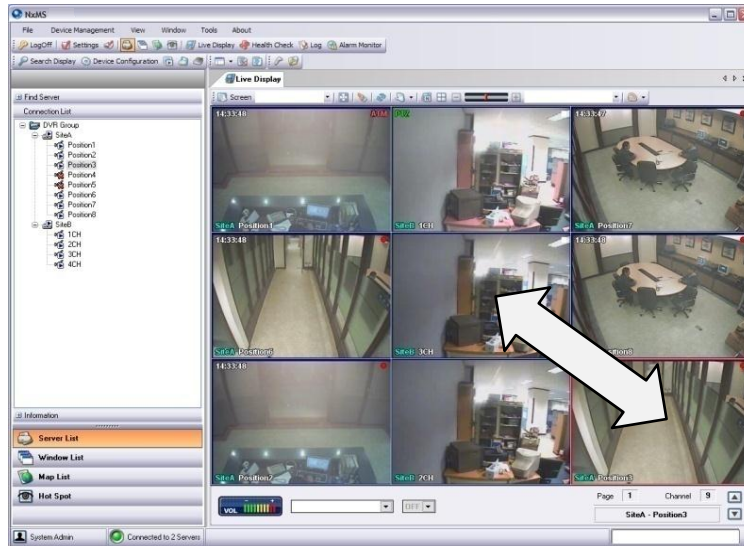 NxMS
File Device Management View Window Tools About
LogOff Settings Live Display Health Check Log Alarm Monitor
Search Display Device Configuration
Live Display
Find Server
Screen
Connection List
DVR Group
SiteA
Position1
Position2
Position3
Position4
Position5
Position6
Position7
Position8
SiteB
1CH
2CH
3CH
4CH
14:33:48
14:33:47
SiteA Position1
SiteB 1CH
SiteA Position7
14:33:48
14:33:48
SiteA Position6
SiteB 3CH
14:33:48
SiteA Position2
SiteB 2CH
SiteA Position3
Information
Server List
Window List
Map List
Hot Spot
VOL
OFF
Page 1 Channel 9
SiteA - Position3
System Admin Connected to 2 Servers